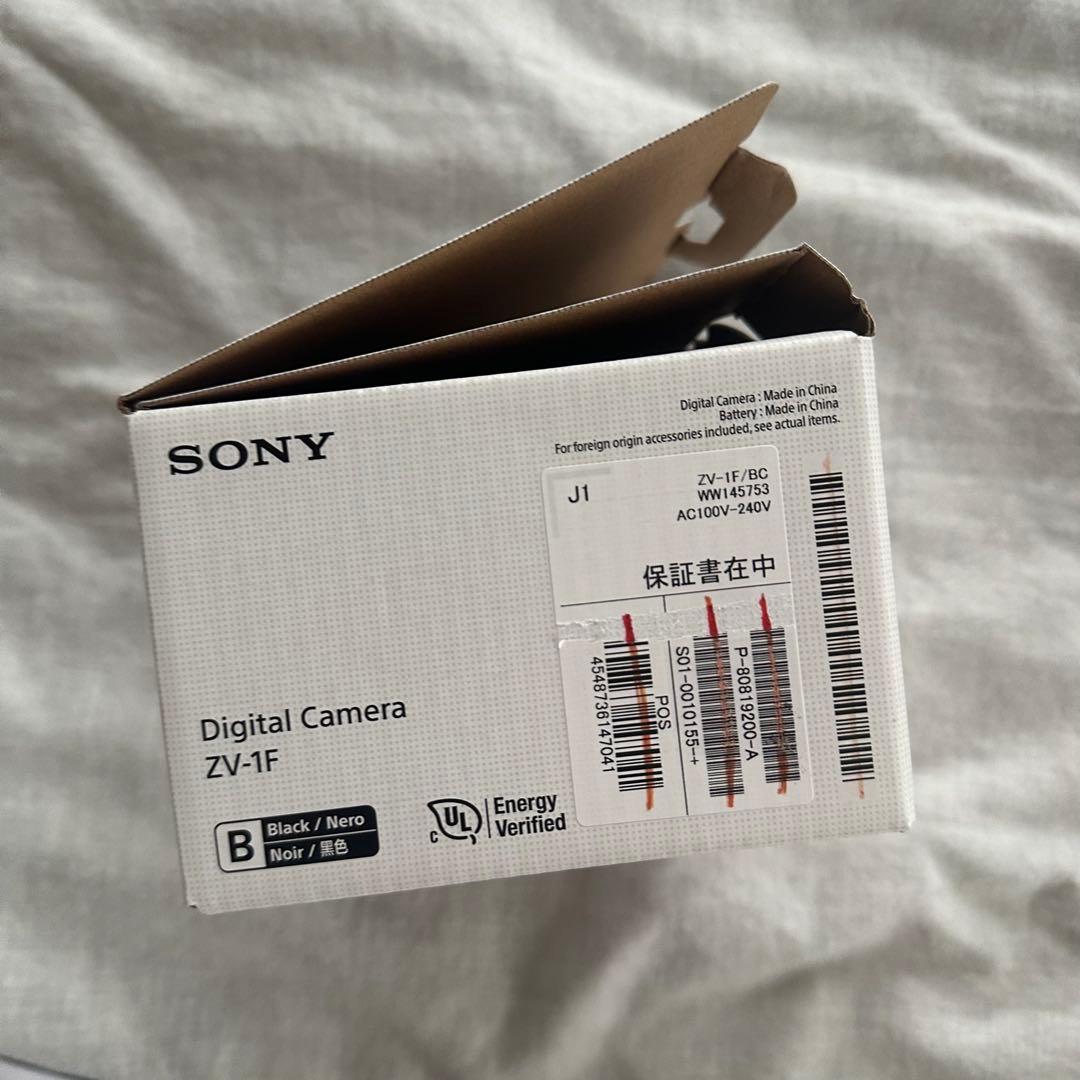 SONY
Digital Camera : Made in China
Battery : Made in China
For foreign origin accessories included, see actual items.
J1
ZV-1F/BC
WW145753
AC100V-240V
保証書在中
POS
4548736147041
S01-0010155-+
P-80819200-A
Digital Camera
ZV-1F
B
Black / Nero
Noir / 黑色
c UL
Energy
Verified